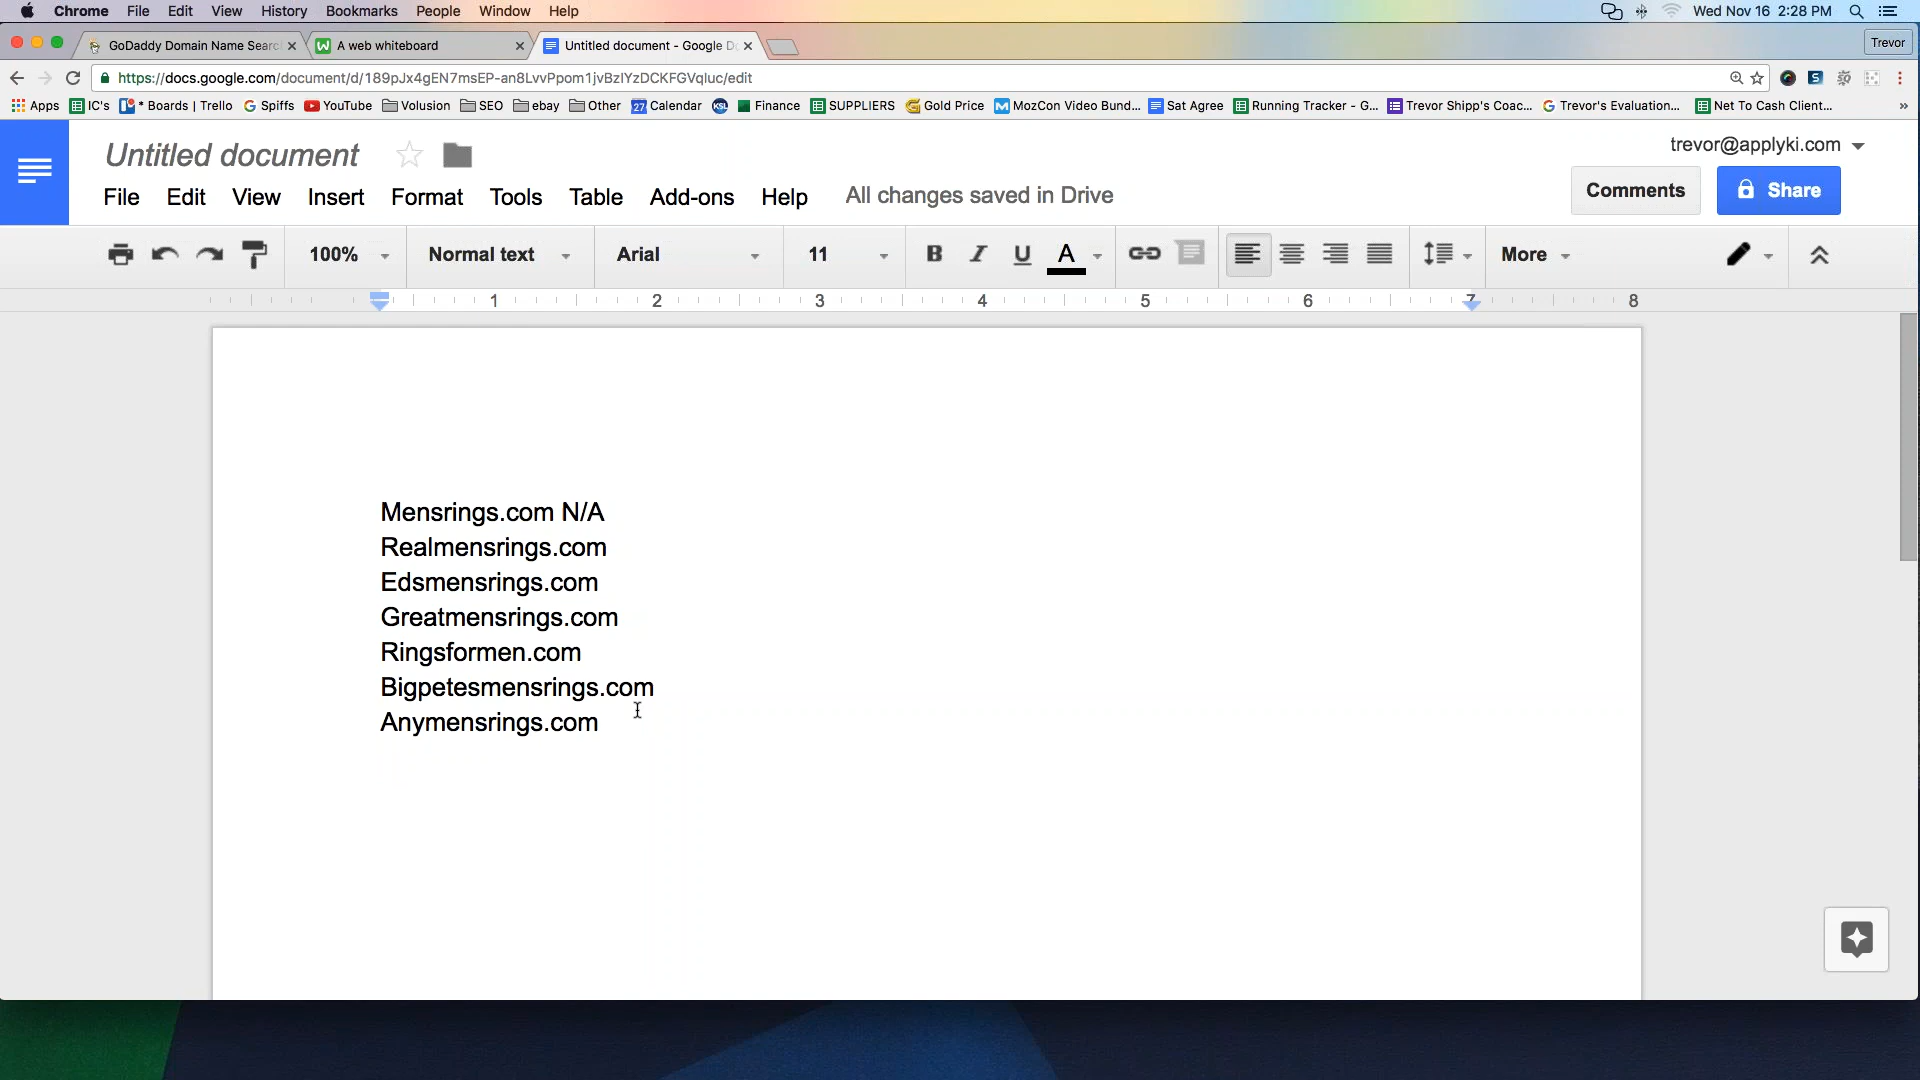 Chrome File Edit View History Bookmarks People Window Help Wed Nov 16 2:28 PM
GoDaddy Domain Name Searc A web whiteboard Untitled document - Google D Trevor
https://docs.google.com/document/d/189pJx4gEN7msEP-an8LvvPpom1jvBzIYzDCKFGVqluc/edit
Apps IC's * Boards | Trello Spiffs YouTube Volusion SEO ebay Other 27 Calendar KSL Finance SUPPLIERS Gold Price MozCon Video Bund... Sat Agree Running Tracker - G... Trevor Shipp's Coac... Trevor's Evaluation... Net To Cash Client... »
Untitled document trevor@applyki.com
File Edit View Insert Format Tools Table Add-ons Help All changes saved in Drive Comments Share
100% Normal text Arial 11 B I U A More
1 2 3 4 5 6 7 8
Mensrings.com N/A
Realmensrings.com
Edsmensrings.com
Greatmensrings.com
Ringsformen.com
Bigpetesmensrings.com
Anymensrings.com